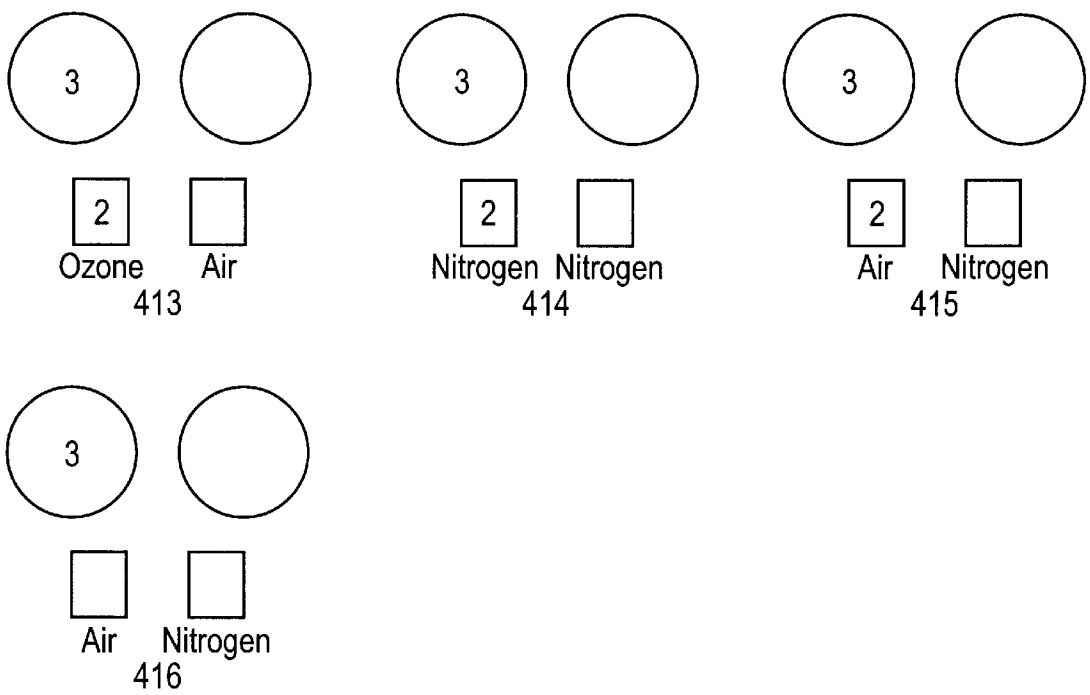 3 3 3
2 2 2
Ozone Air Nitrogen Nitrogen Air Nitrogen
413 414 415
3
Air Nitrogen
416